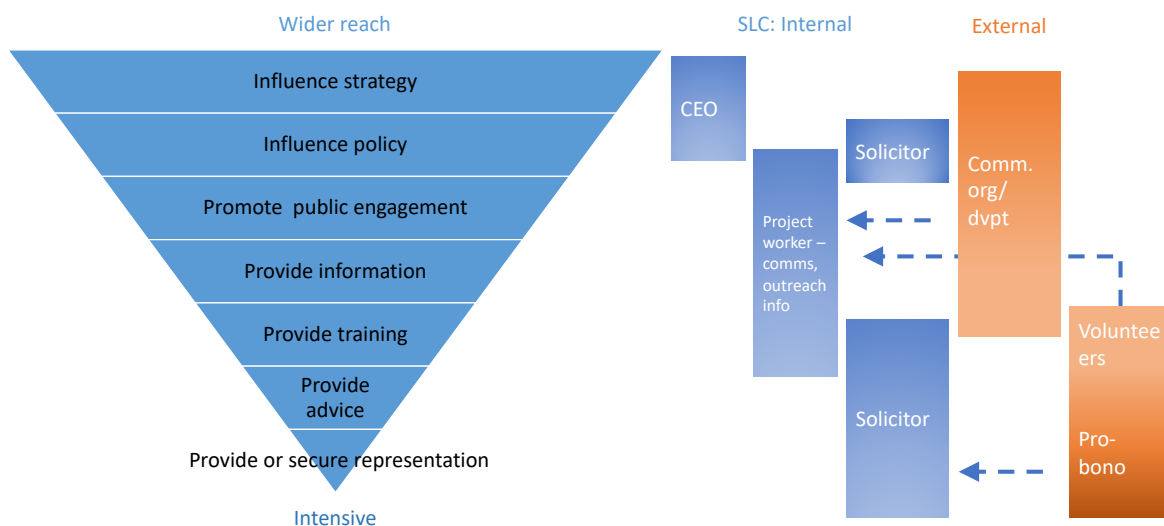 Wider reach
SLC: Internal
External
Influence strategy
Influence policy
Promote  public engagement
Provide information
Provide training
Provide
advice
Provide or secure representation
Intensive
CEO
Project
worker –
comms,
outreach
info
Solicitor
Solicitor
Comm.
org/
dvpt
Voluntee
ers
Pro-
bono